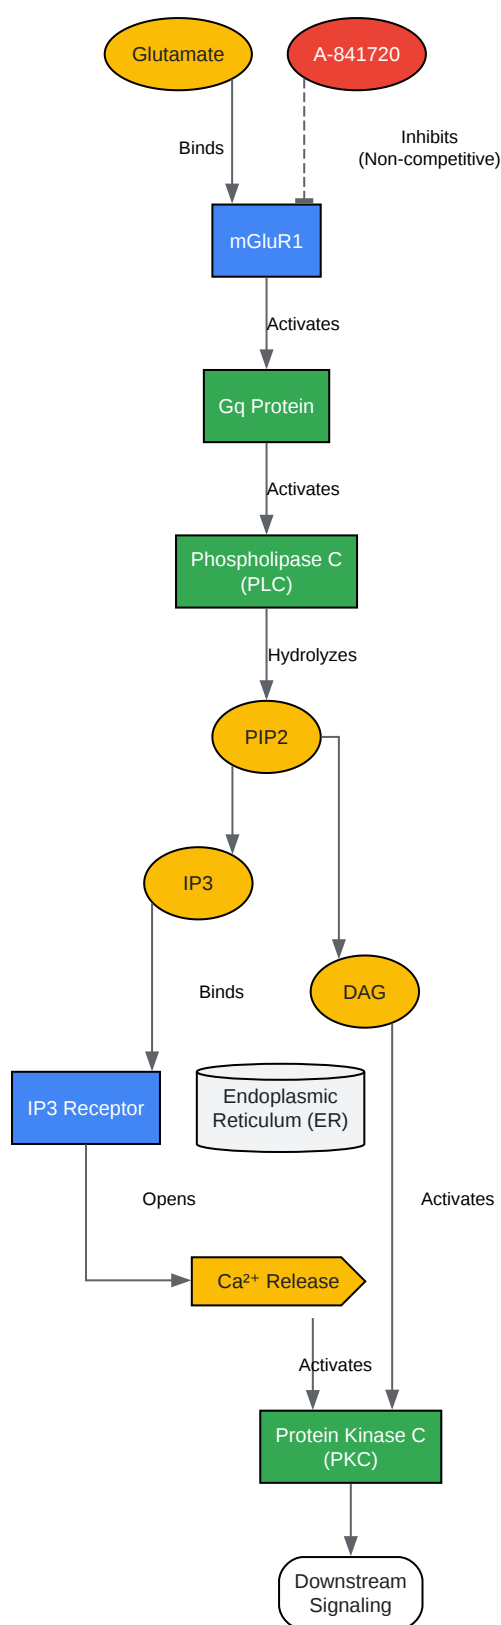 Glutamate
A-841720
Binds
Inhibits
(Non-competitive)
mGluR1
Activates
Gq Protein
Activates
Phospholipase C
(PLC)
Hydrolyzes
PIP2
IP3
Binds
DAG
IP3 Receptor
Endoplasmic
Reticulum (ER)
Opens
Activates
Ca²⁺ Release
Activates
Protein Kinase C
(PKC)
Downstream
Signaling